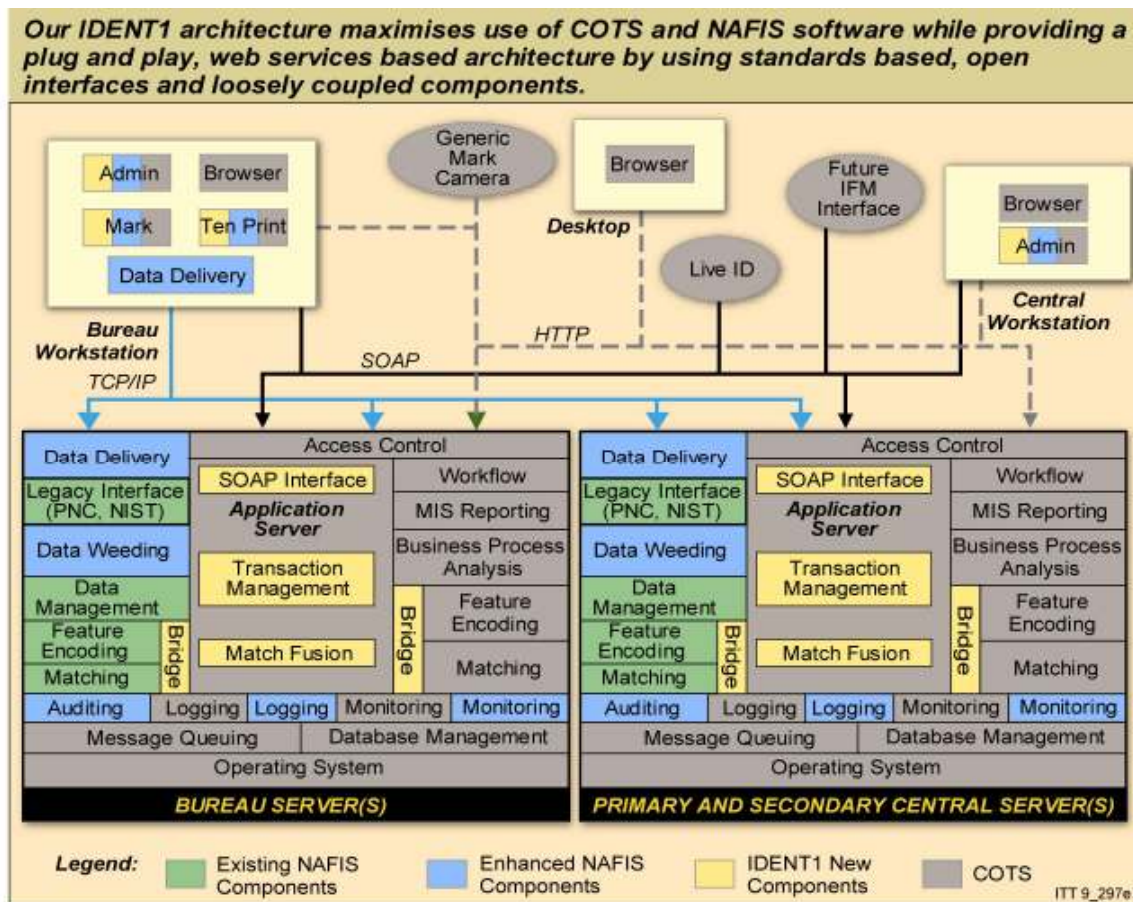 Our IDENT1 architecture maximises use of COTS and NAFIS software while providing a
plug and play, web services based architecture by using standards based, open
interfaces and loosely coupled components.
Admin
Browser
Mark
Ten Print
Data Delivery
Bureau
Workstation
Generic
Mark
Camera
Browser
Desktop
Live ID
Future
IFM
Interface
Browser
Admin
Central
Workstation
HTTP
SOAP
TCP/IP
Data Delivery
Access Control
Legacy Interface
(PNC, NIST)
SOAP Interface
Workflow
Application
Server
MIS Reporting
Data Weeding
Business Process
Analysis
Transaction
Management
Data
Management
Feature
Encoding
Bridge
Bridge
Feature
Encoding
Matching
Match Fusion
Matching
Auditing
Logging
Logging
Monitoring
Monitoring
Message Queuing
Database Management
Operating System
BUREAU SERVER(S)
Data Delivery
Access Control
Legacy Interface
(PNC, NIST)
SOAP Interface
Workflow
Application
Server
MIS Reporting
Data Weeding
Business Process
Analysis
Transaction
Management
Data
Management
Feature
Encoding
Bridge
Bridge
Feature
Encoding
Matching
Match Fusion
Matching
Auditing
Logging
Logging
Monitoring
Monitoring
Message Queuing
Database Management
Operating System
PRIMARY AND SECONDARY CENTRAL SERVER(S)
Legend:
Existing NAFIS
Components
Enhanced NAFIS
Components
IDENT1 New
Components
COTS
ITT 9_297e